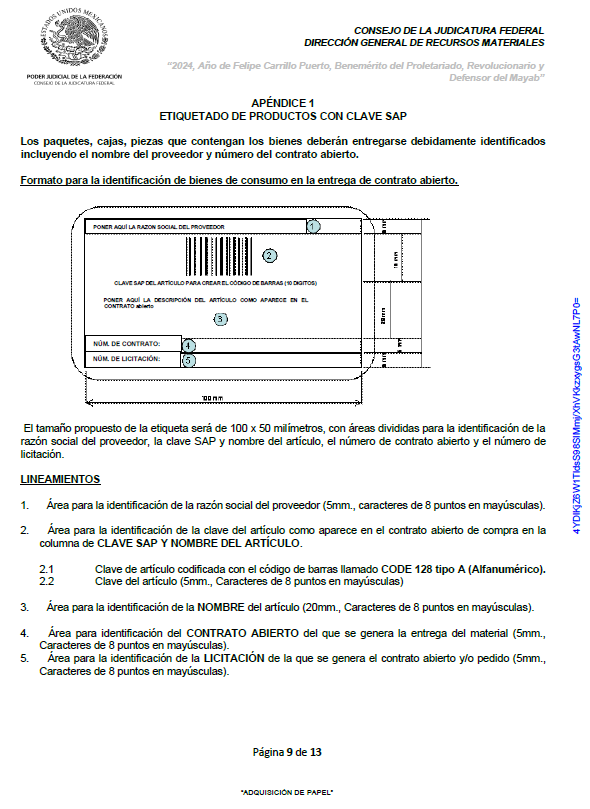 ESTADOS UNIDOS MEXICANOS
PODER JUDICIAL DE LA FEDERACIÓN
CONSEJO DE LA JUDICATURA FEDERAL
CONSEJO DE LA JUDICATURA FEDERAL
DIRECCIÓN GENERAL DE RECURSOS MATERIALES
"2024, Año de Felipe Carrillo Puerto, Benemérito del Proletariado, Revolucionario y
Defensor del Mayab"
APÉNDICE 1
ETIQUETADO DE PRODUCTOS CON CLAVE SAP
Los paquetes, cajas, piezas que contengan los bienes deberán entregarse debidamente identificados
incluyendo el nombre del proveedor y número del contrato abierto.
Formato para la identificación de bienes de consumo en la entrega de contrato abierto.
PONER AQUÍ LA RAZON SOCIAL DEL PROVEEDOR
1
2
CLAVE SAP DEL ARTÍCULO PARA CREAR EL CÓDIGO DE BARRAS (10 DIGITOS)
PONER AQUÍ LA DESCRIPCIÓN DEL ARTÍCULO COMO APARECE EN EL
CONTRATO abierto
3
NÚM. DE CONTRATO:
4
NÚM. DE LICITACIÓN:
5
100 mm
El tamaño propuesto de la etiqueta será de 100 x 50 milímetros, con áreas divididas para la identificación de la
razón social del proveedor, la clave SAP y nombre del artículo, el número de contrato abierto y el número de
licitación.
LINEAMIENTOS
1. Área para la identificación de la razón social del proveedor (5mm., caracteres de 8 puntos en mayúsculas).
2. Área para la identificación de la clave del artículo como aparece en el contrato abierto de compra en la
columna de CLAVE SAP Y NOMBRE DEL ARTÍCULO.
2.1 Clave de artículo codificada con el código de barras llamado CODE 128 tipo A (Alfanumérico).
2.2 Clave del artículo (5mm., Caracteres de 8 puntos en mayúsculas)
3. Área para la identificación de la NOMBRE del artículo (20mm., Caracteres de 8 puntos en mayúsculas).
4. Área para identificación del CONTRATO ABIERTO del que se genera la entrega del material (5mm.,
Caracteres de 8 puntos en mayúsculas).
5. Área para la identificación de la LICITACIÓN de la que se genera el contrato abierto y/o pedido (5mm.,
Caracteres de 8 puntos en mayúsculas).
Página 9 de 13
"ADQUISICIÓN DE PAPEL"